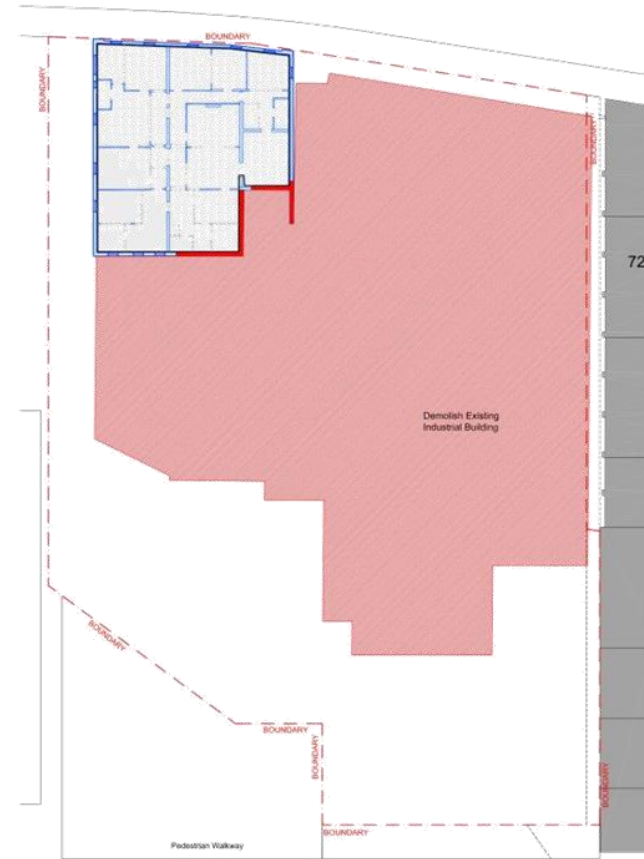 BOUNDARY
BOUNDARY
BOUNDARY
72
Demolish Existing
Industrial Building
BOUNDARY
BOUNDARY
BOUNDARY
BOUNDARY
BOUNDARY
Pedestrian Walkway